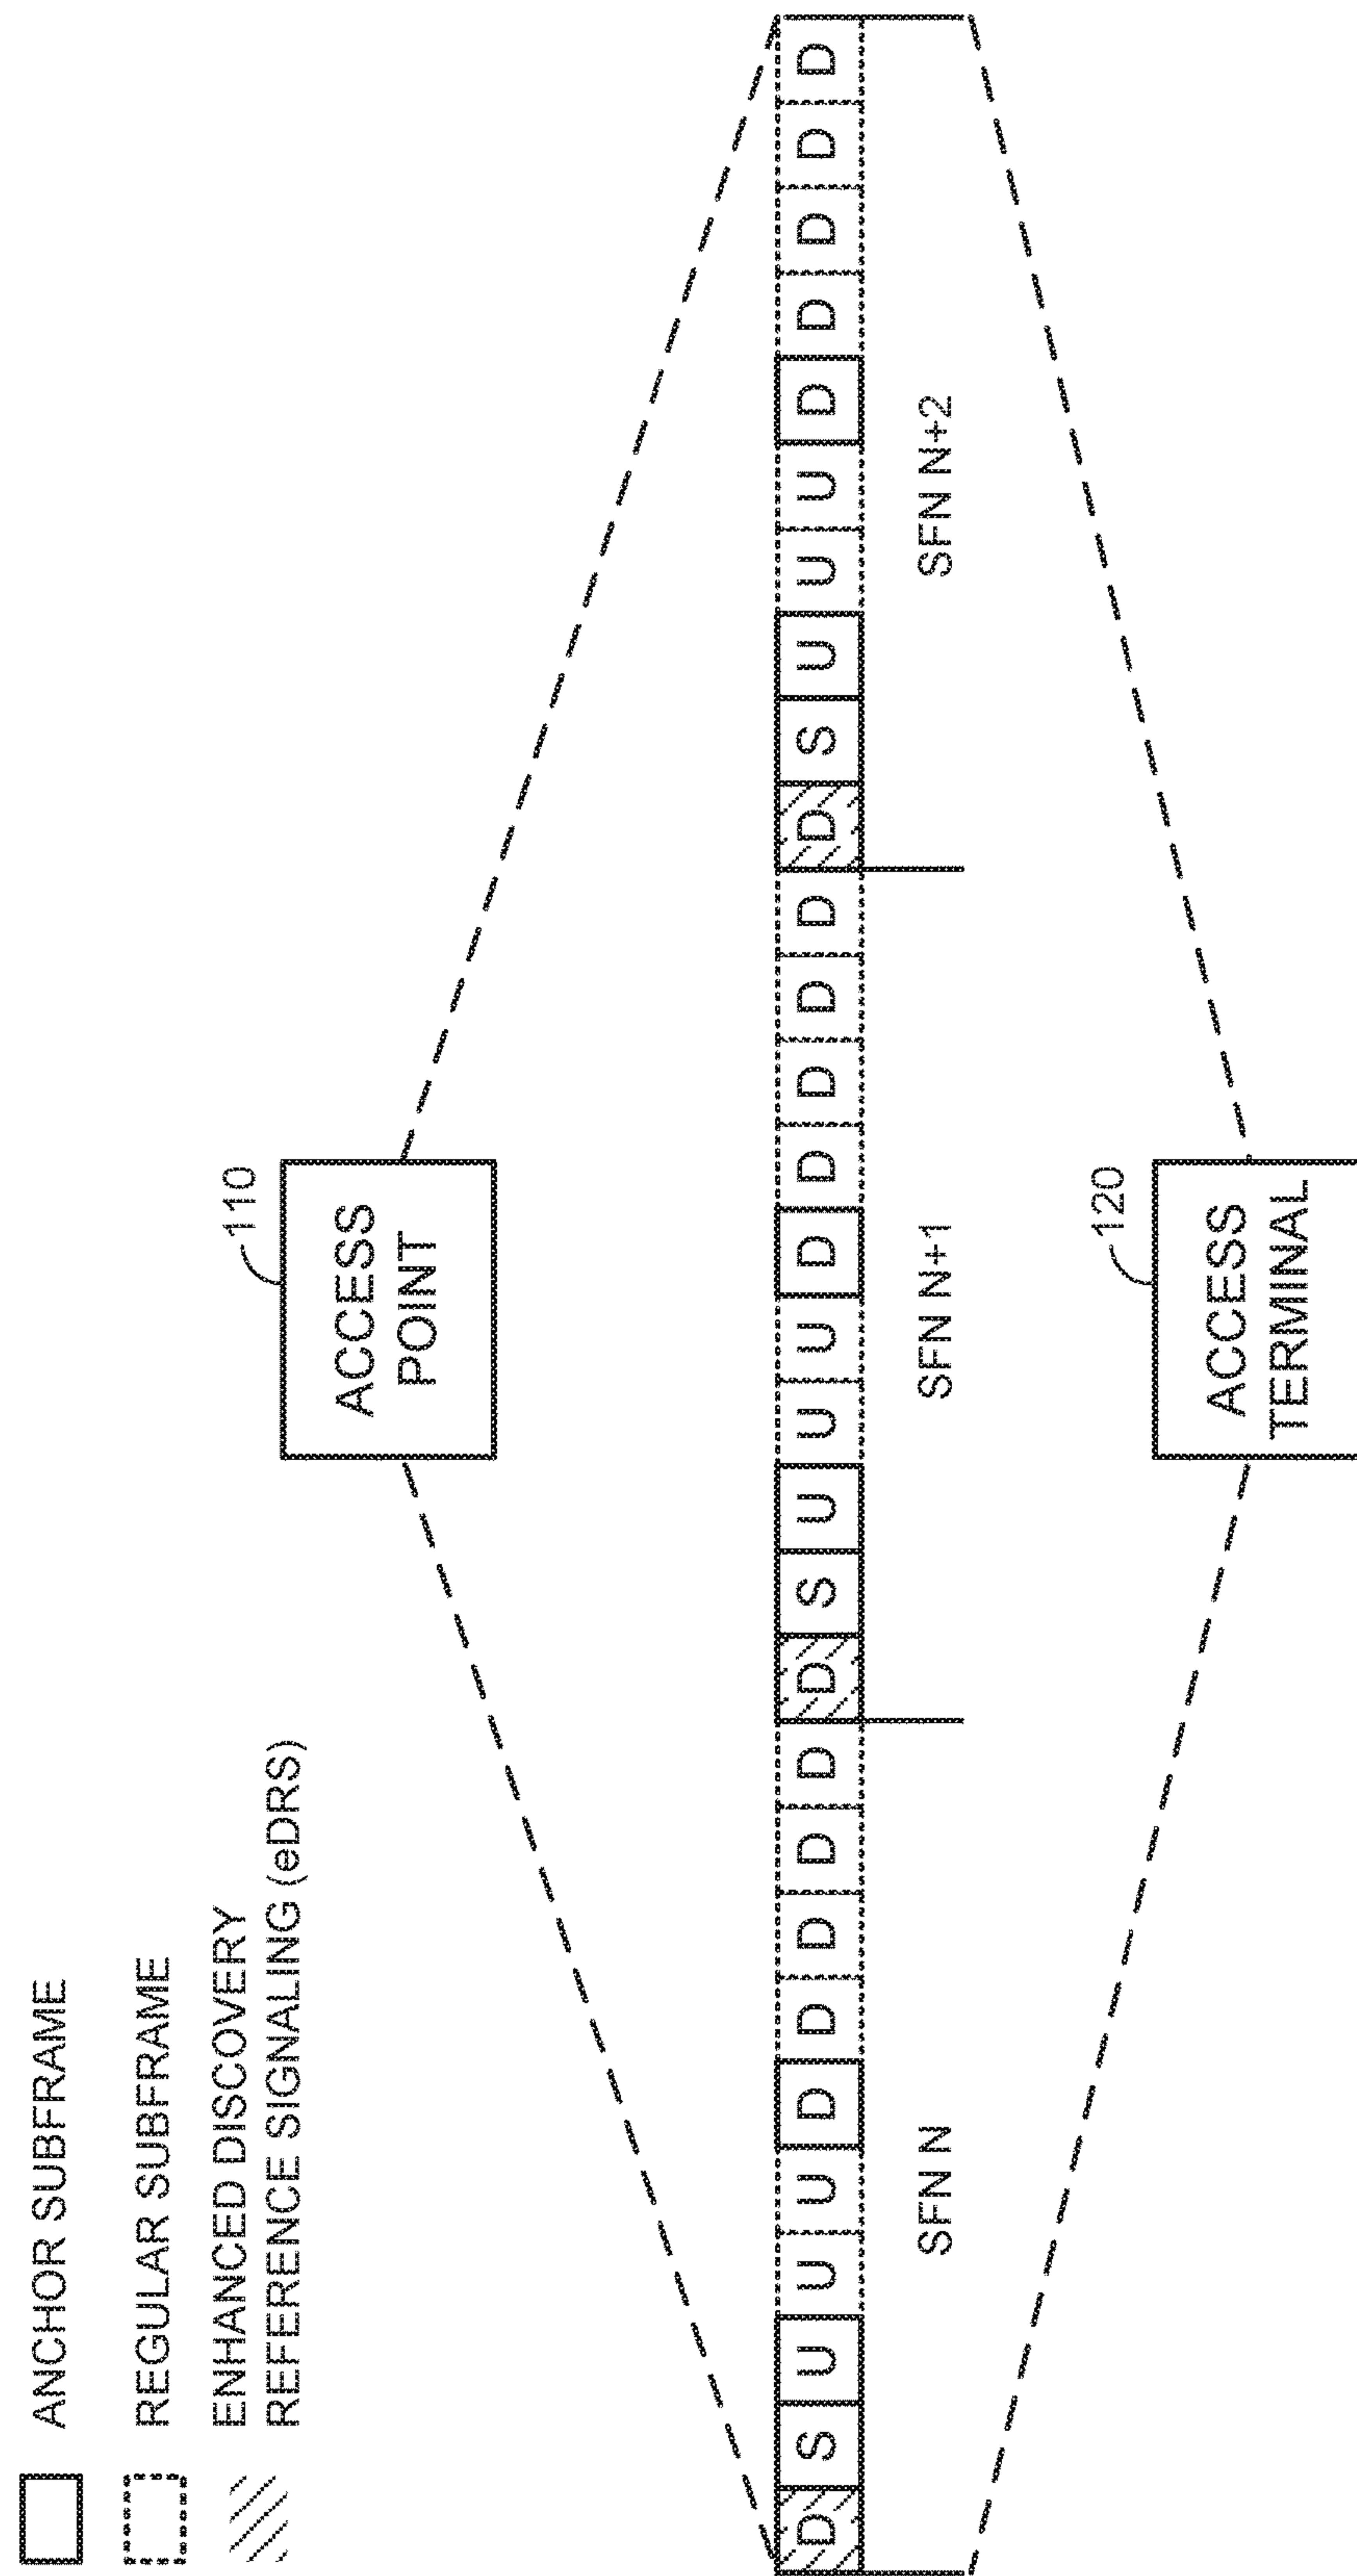 ANCHOR SUBFRAME
REGULAR SUBFRAME
ENHANCED DISCOVERY
REFERENCE SIGNALING (eDRS)
110
ACCESS
POINT
D S U U U D D D D D D S U U U D D D D D D S U U U D D D D D
SFN N SFN N+1 SFN N+2
120
ACCESS
TERMINAL